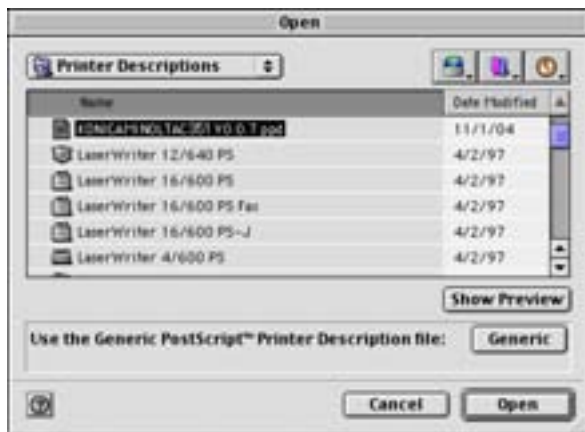 Open
Printer Descriptions
Name Date Modified
KONICAMINOLTAC351 V0.0.7.ppd 11/1/04
LaserWriter 12/640 PS 4/2/97
LaserWriter 16/600 PS 4/2/97
LaserWriter 16/600 PS Fax 4/2/97
LaserWriter 16/600 PS-J 4/2/97
LaserWriter 4/600 PS 4/2/97
Show Preview
Use the Generic PostScript™ Printer Description file: Generic
Cancel Open